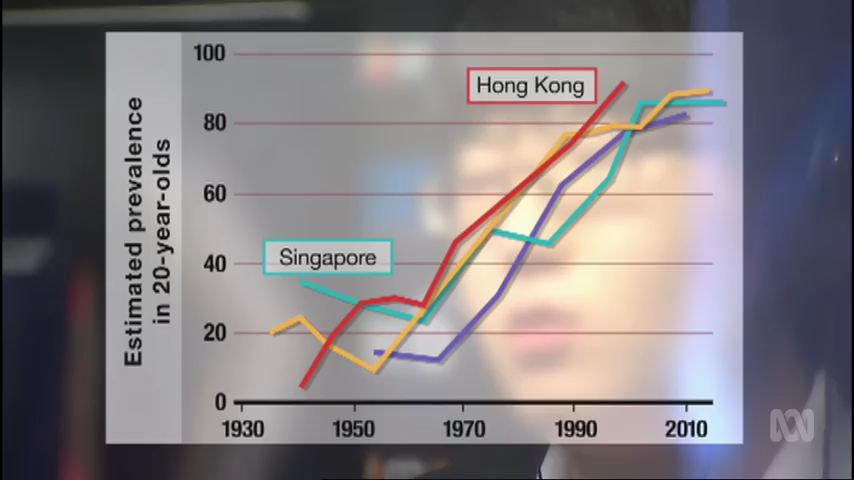 100
Hong Kong
80
60
Singapore
40
20
0
1930 1950 1970 1990 2010
Estimated prevalence
in 20-year-olds